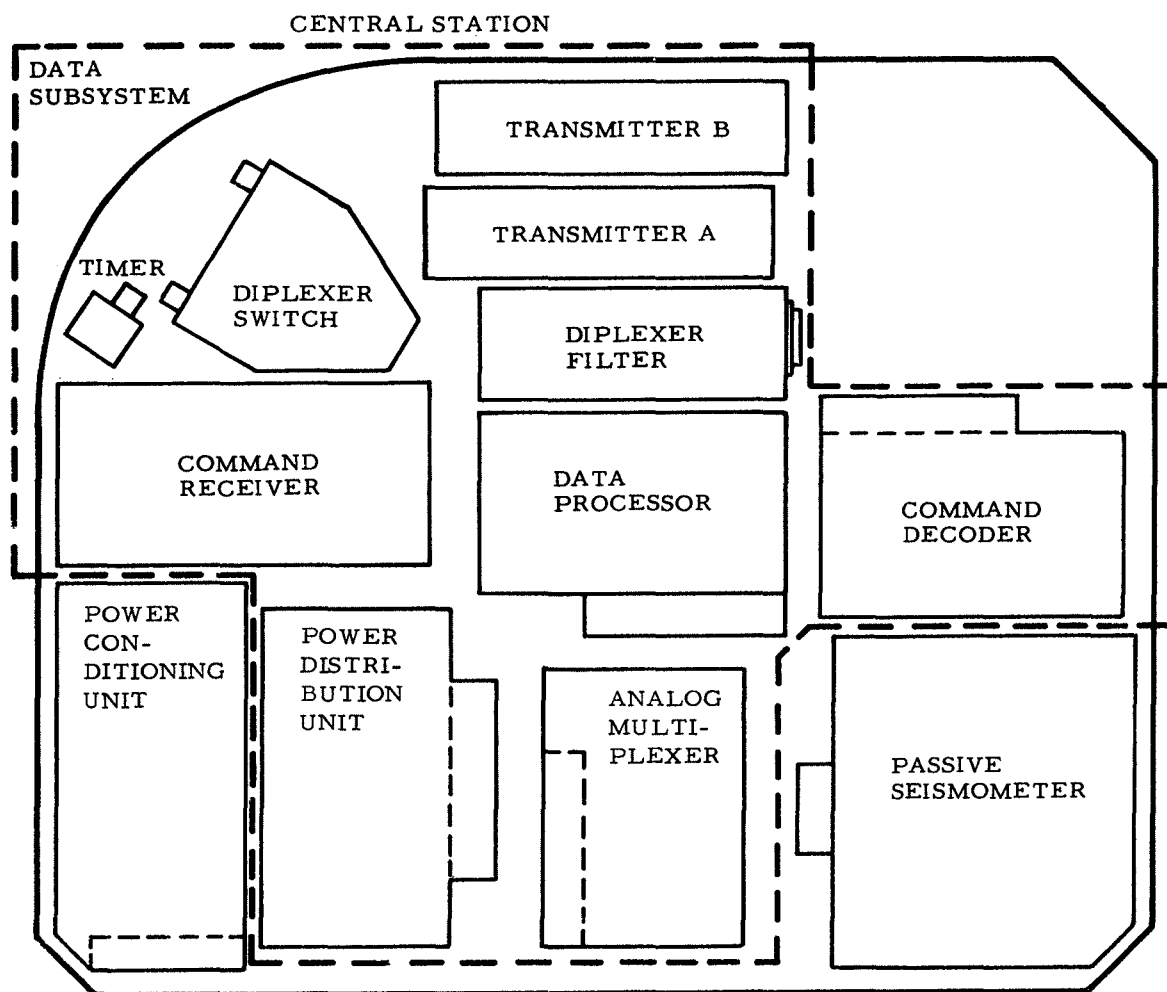 CENTRAL STATION
DATA
SUBSYSTEM
TRANSMITTER B
TRANSMITTER A
TIMER
DIPLEXER
SWITCH
DIPLEXER
FILTER
COMMAND
RECEIVER
DATA
PROCESSOR
COMMAND
DECODER
POWER
CON-
DITIONING
UNIT
POWER
DISTRI-
BUTION
UNIT
ANALOG
MULTI-
PLEXER
PASSIVE
SEISMOMETER